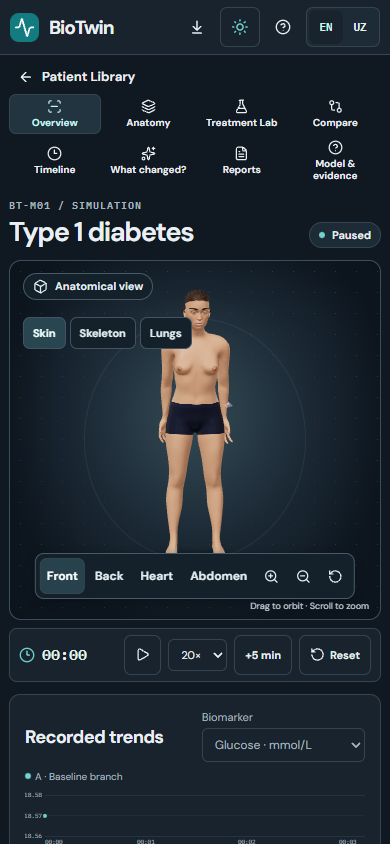 BioTwin
EN UZ
Patient Library
Overview Anatomy Treatment Lab Compare
Timeline What changed? Reports Model & evidence
BT-M01 / SIMULATION
Type 1 diabetes
Paused
Anatomical view
Skin Skeleton Lungs
Front Back Heart Abdomen
Drag to orbit · Scroll to zoom
00:00 20× +5 min Reset
Biomarker
Recorded trends
Glucose · mmol/L
A · Baseline branch
18.58
18.57
18.56
00:00 00:01 00:02 00:03